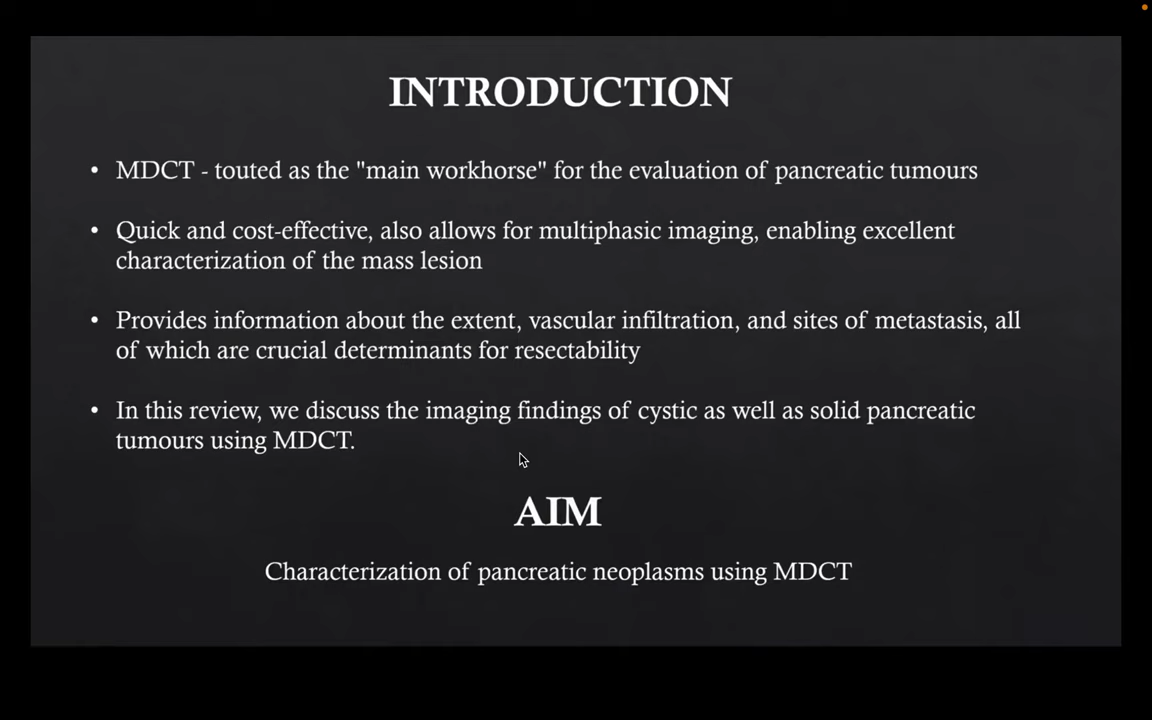 INTRODUCTION
• MDCT - touted as the "main workhorse" for the evaluation of pancreatic tumours
• Quick and cost-effective, also allows for multiphasic imaging, enabling excellent
characterization of the mass lesion
• Provides information about the extent, vascular infiltration, and sites of metastasis, all
of which are crucial determinants for resectability
• In this review, we discuss the imaging findings of cystic as well as solid pancreatic
tumours using MDCT.
AIM
Characterization of pancreatic neoplasms using MDCT